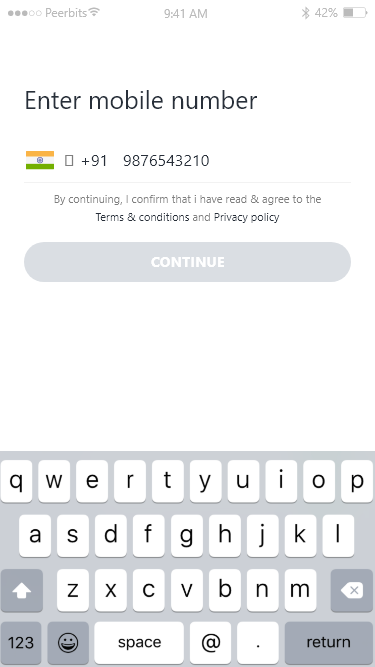 Peerbits 9:41 AM 42%
Enter mobile number
+91 9876543210
By continuing, I confirm that i have read & agree to the
Terms & conditions and Privacy policy
CONTINUE
q w e r t y u i o p
a s d f g h j k l
z x c v b n m
123 space @ . return